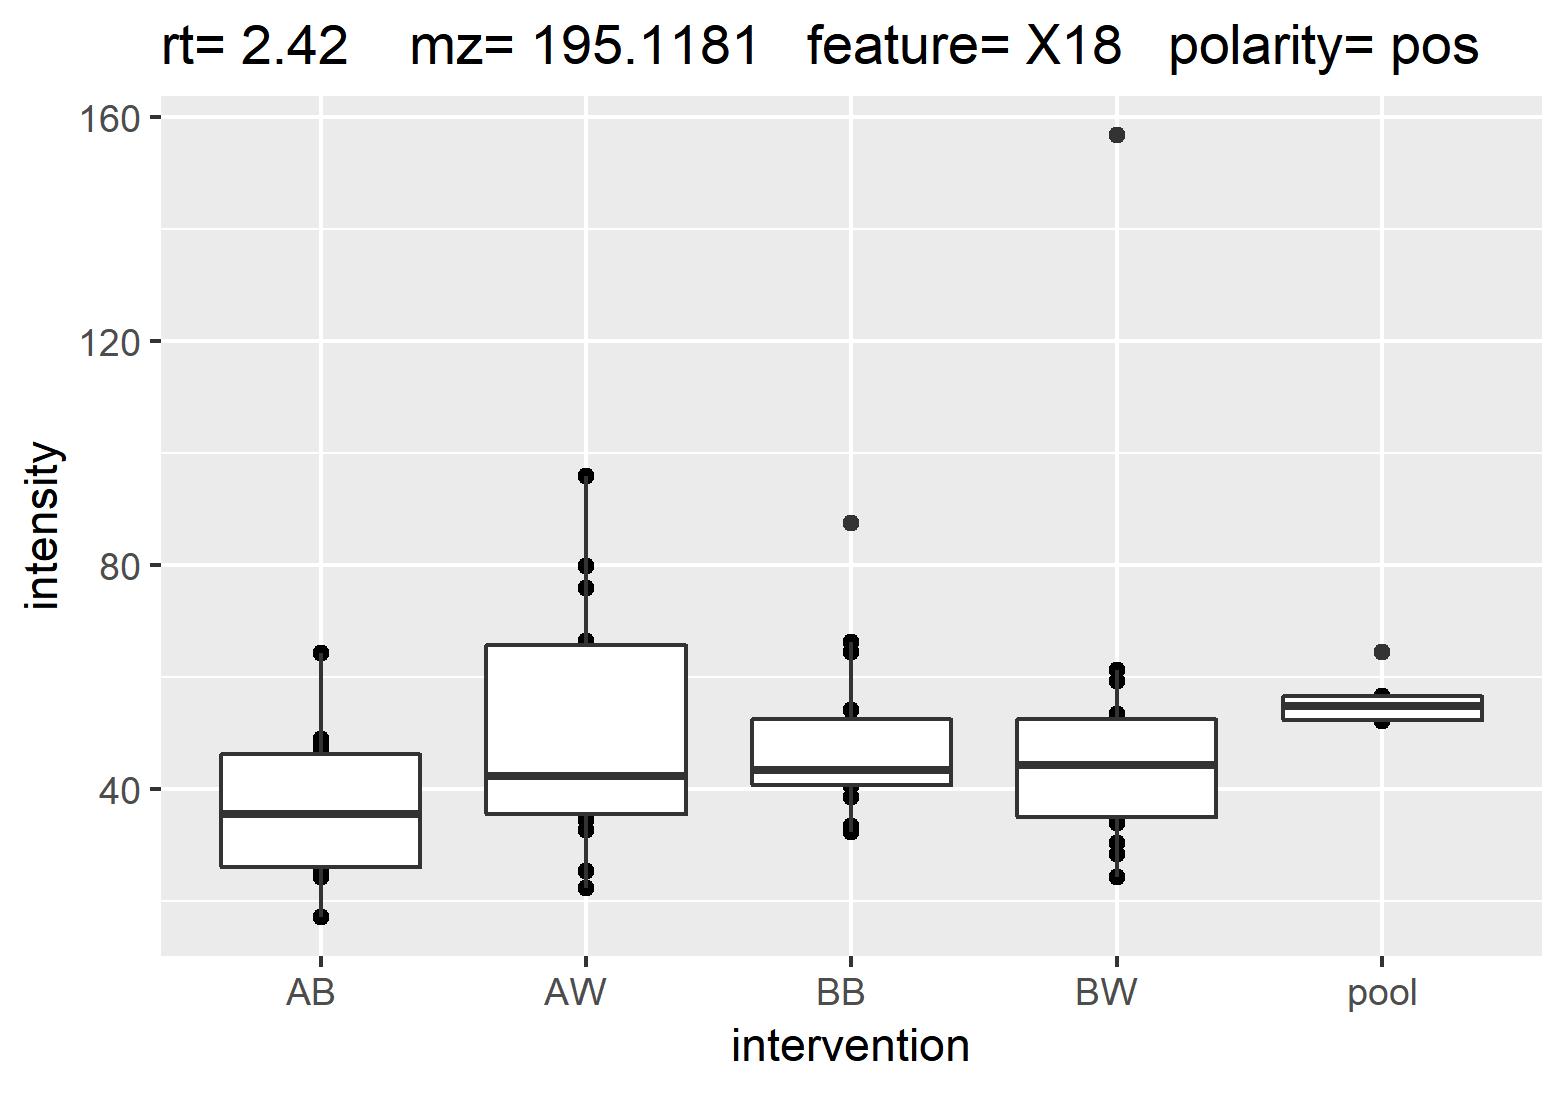 rt= 2.42 mz= 195.1181 feature= X18 polarity= pos
160
120
80
40
intensity
AB AW BB BW pool
intervention